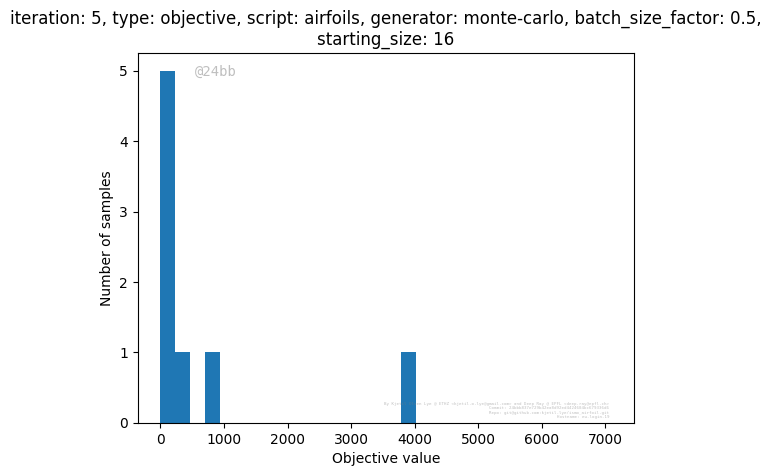 iteration: 5, type: objective, script: airfoils, generator: monte-carlo, batch_size_factor: 0.5,
starting_size: 16
@24bb
5
4
3
2
1
0
Number of samples
0 1000 2000 3000 4000 5000 6000 7000
Objective value